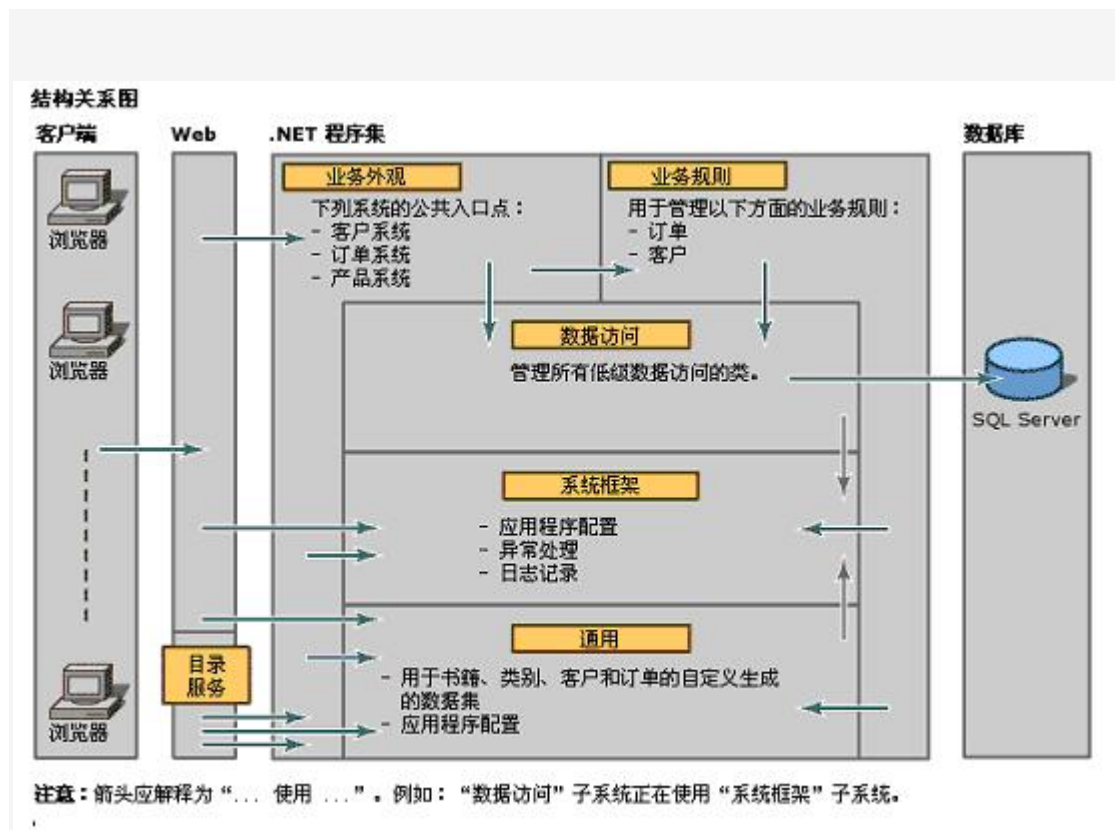 结构关系图
客户端
Web
.NET 程序集
数据库
业务外观
下列系统的公共入口点：
- 客户系统
- 订单系统
- 产品系统
业务规则
用于管理以下方面的业务规则：
- 订单
- 客户
浏览器
浏览器
数据访问
管理所有低级数据访问的类。
SQL Server
系统框架
- 应用程序配置
- 异常处理
- 日志记录
目录
服务
通用
- 用于书籍、类别、客户和订单的自定义生成
的数据集
- 应用程序配置
浏览器
注意：箭头应解释为“... 使用 ...”。例如：“数据访问”子系统正在使用“系统框架”子系统。